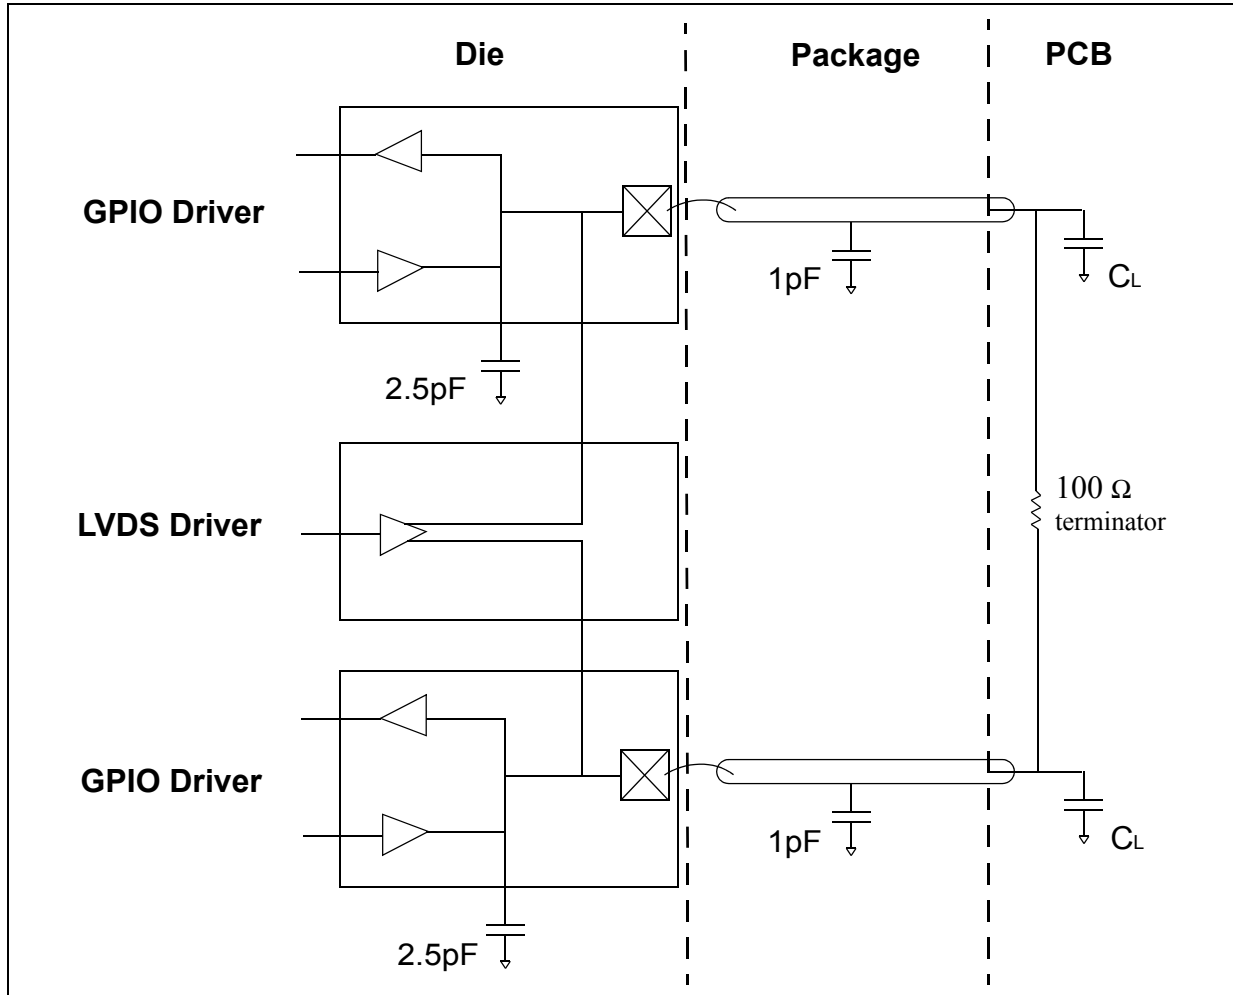 Die
Package
PCB
GPIO Driver
1pF
CL
2.5pF
LVDS Driver
100 Ω
terminator
GPIO Driver
1pF
CL
2.5pF